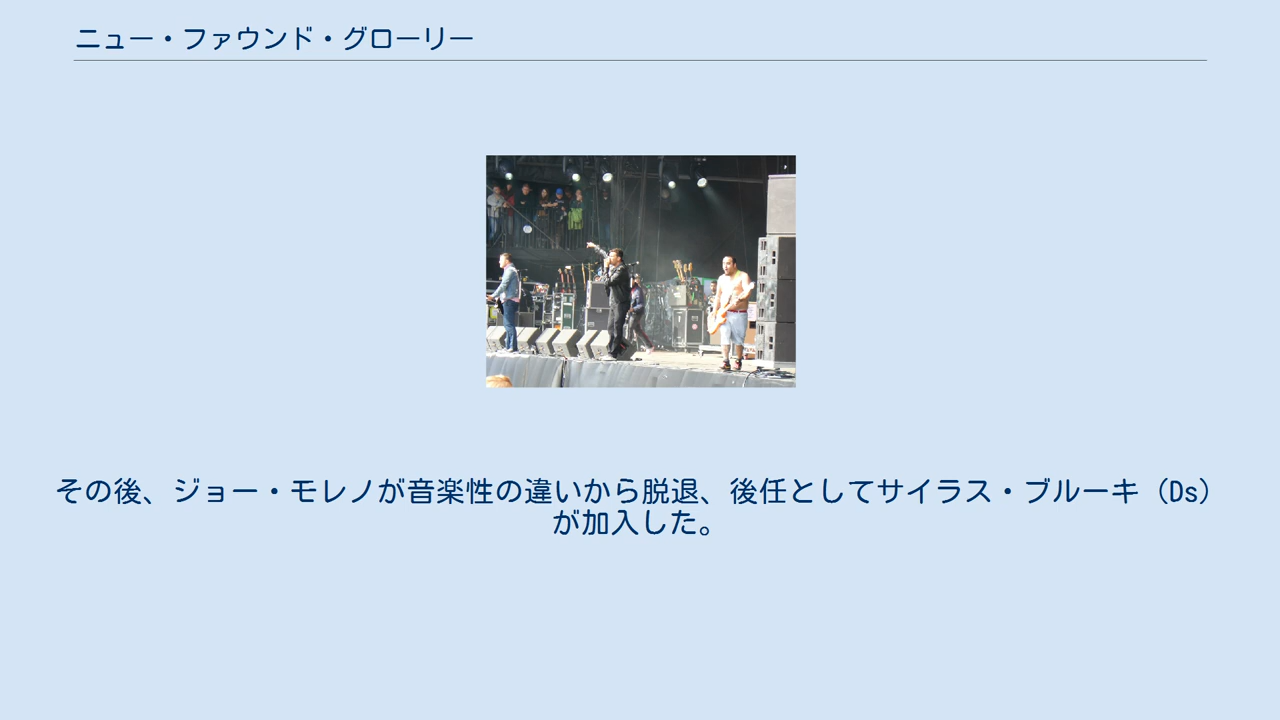 ニュー・ファウンド・グローリー
その後、ジョー・モレノが音楽性の違いから脱退、後任としてサイラス・ブルーキ（Ds）
が加入した。